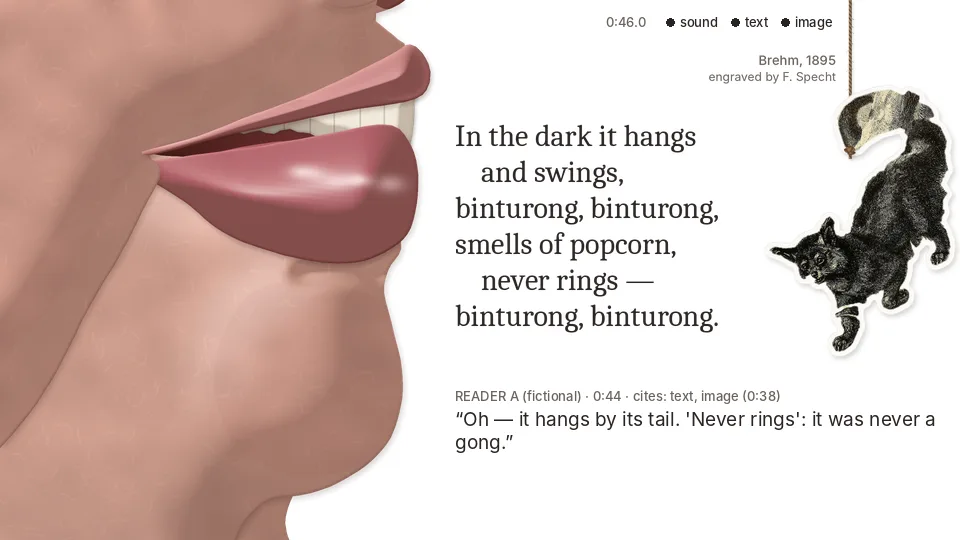 0:46.0 ● sound ● text ● image
Brehm, 1895
engraved by F. Specht
In the dark it hangs
and swings,
binturong, binturong,
smells of popcorn,
never rings —
binturong, binturong.
READER A (fictional) · 0:44 · cites: text, image (0:38)
“Oh — it hangs by its tail. 'Never rings': it was never a
gong.”